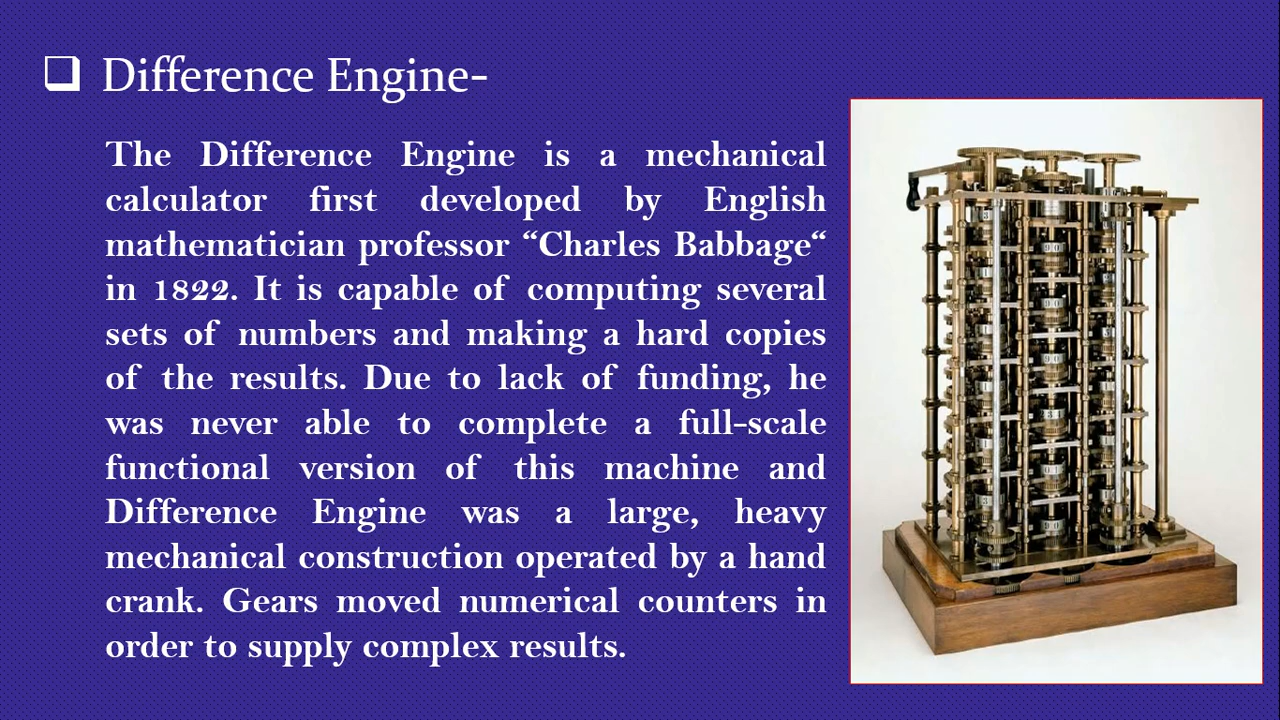 ❑ Difference Engine-
The Difference Engine is a mechanical
calculator first developed by English
mathematician professor “Charles Babbage“
in 1822. It is capable of computing several
sets of numbers and making a hard copies
of the results. Due to lack of funding, he
was never able to complete a full-scale
functional version of this machine and
Difference Engine was a large, heavy
mechanical construction operated by a hand
crank. Gears moved numerical counters in
order to supply complex results.